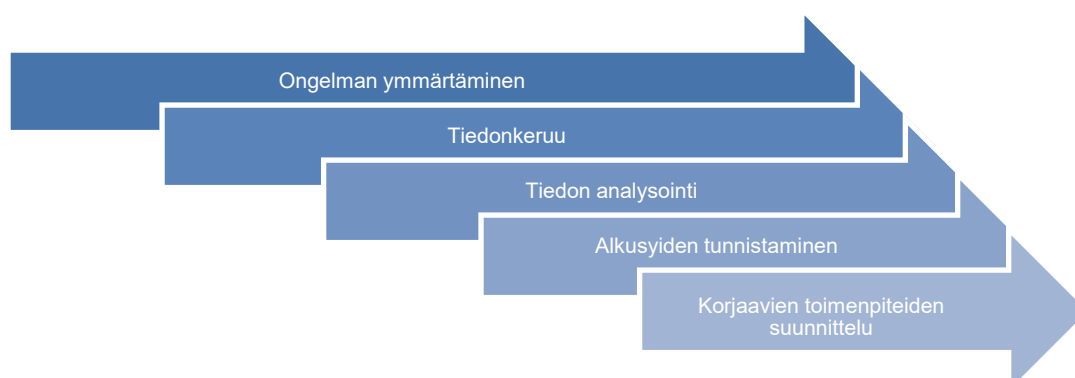 Ongelman ymmärtäminen
Tiedonkeruu
Tiedon analysointi
Alkusyiden tunnistaminen
Korjaavien toimenpiteiden
suunnittelu